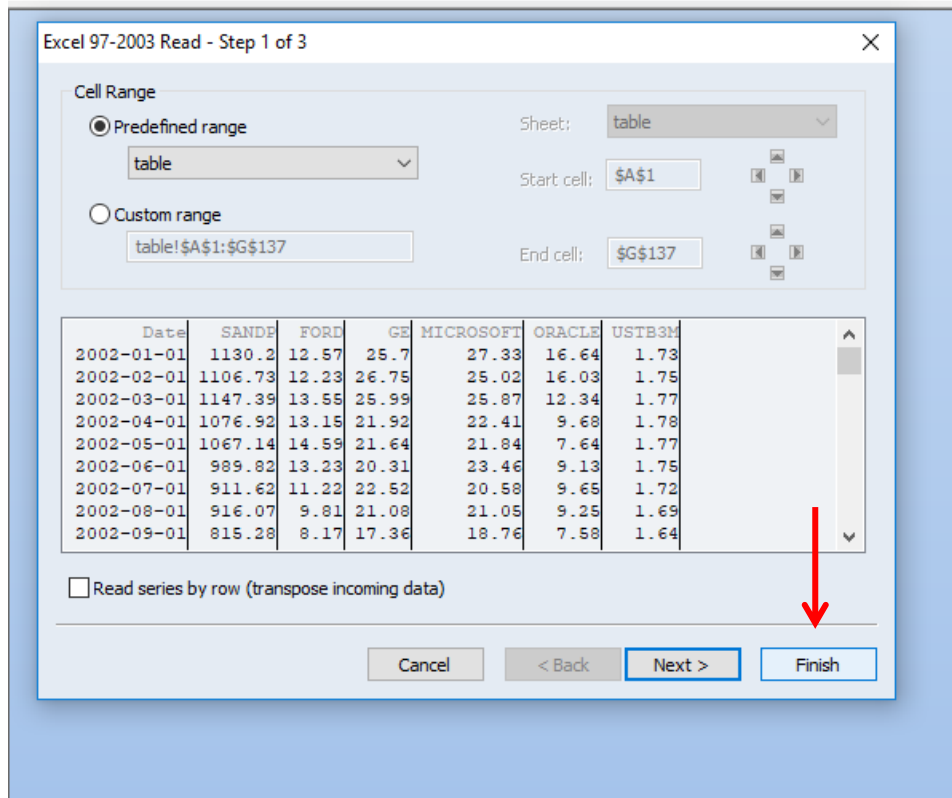 Excel 97-2003 Read - Step 1 of 3
Cell Range
Predefined range
table
Custom range
table!$A$1:$G$137
Sheet: table
Start cell: $A$1
End cell: $G$137
Date SANDP FORD GE MICROSOFT ORACLE USTB3M
2002-01-01 1130.2 12.57 25.7 27.33 16.64 1.73
2002-02-01 1106.73 12.23 26.75 25.02 16.03 1.75
2002-03-01 1147.39 13.55 25.99 25.87 12.34 1.77
2002-04-01 1076.92 13.15 21.92 22.41 9.68 1.78
2002-05-01 1067.14 14.59 21.64 21.84 7.64 1.77
2002-06-01 989.82 13.23 20.31 23.46 9.13 1.75
2002-07-01 911.62 11.22 22.52 20.58 9.65 1.72
2002-08-01 916.07 9.81 21.08 21.05 9.25 1.69
2002-09-01 815.28 8.17 17.36 18.76 7.58 1.64
Read series by row (transpose incoming data)
Cancel < Back Next > Finish